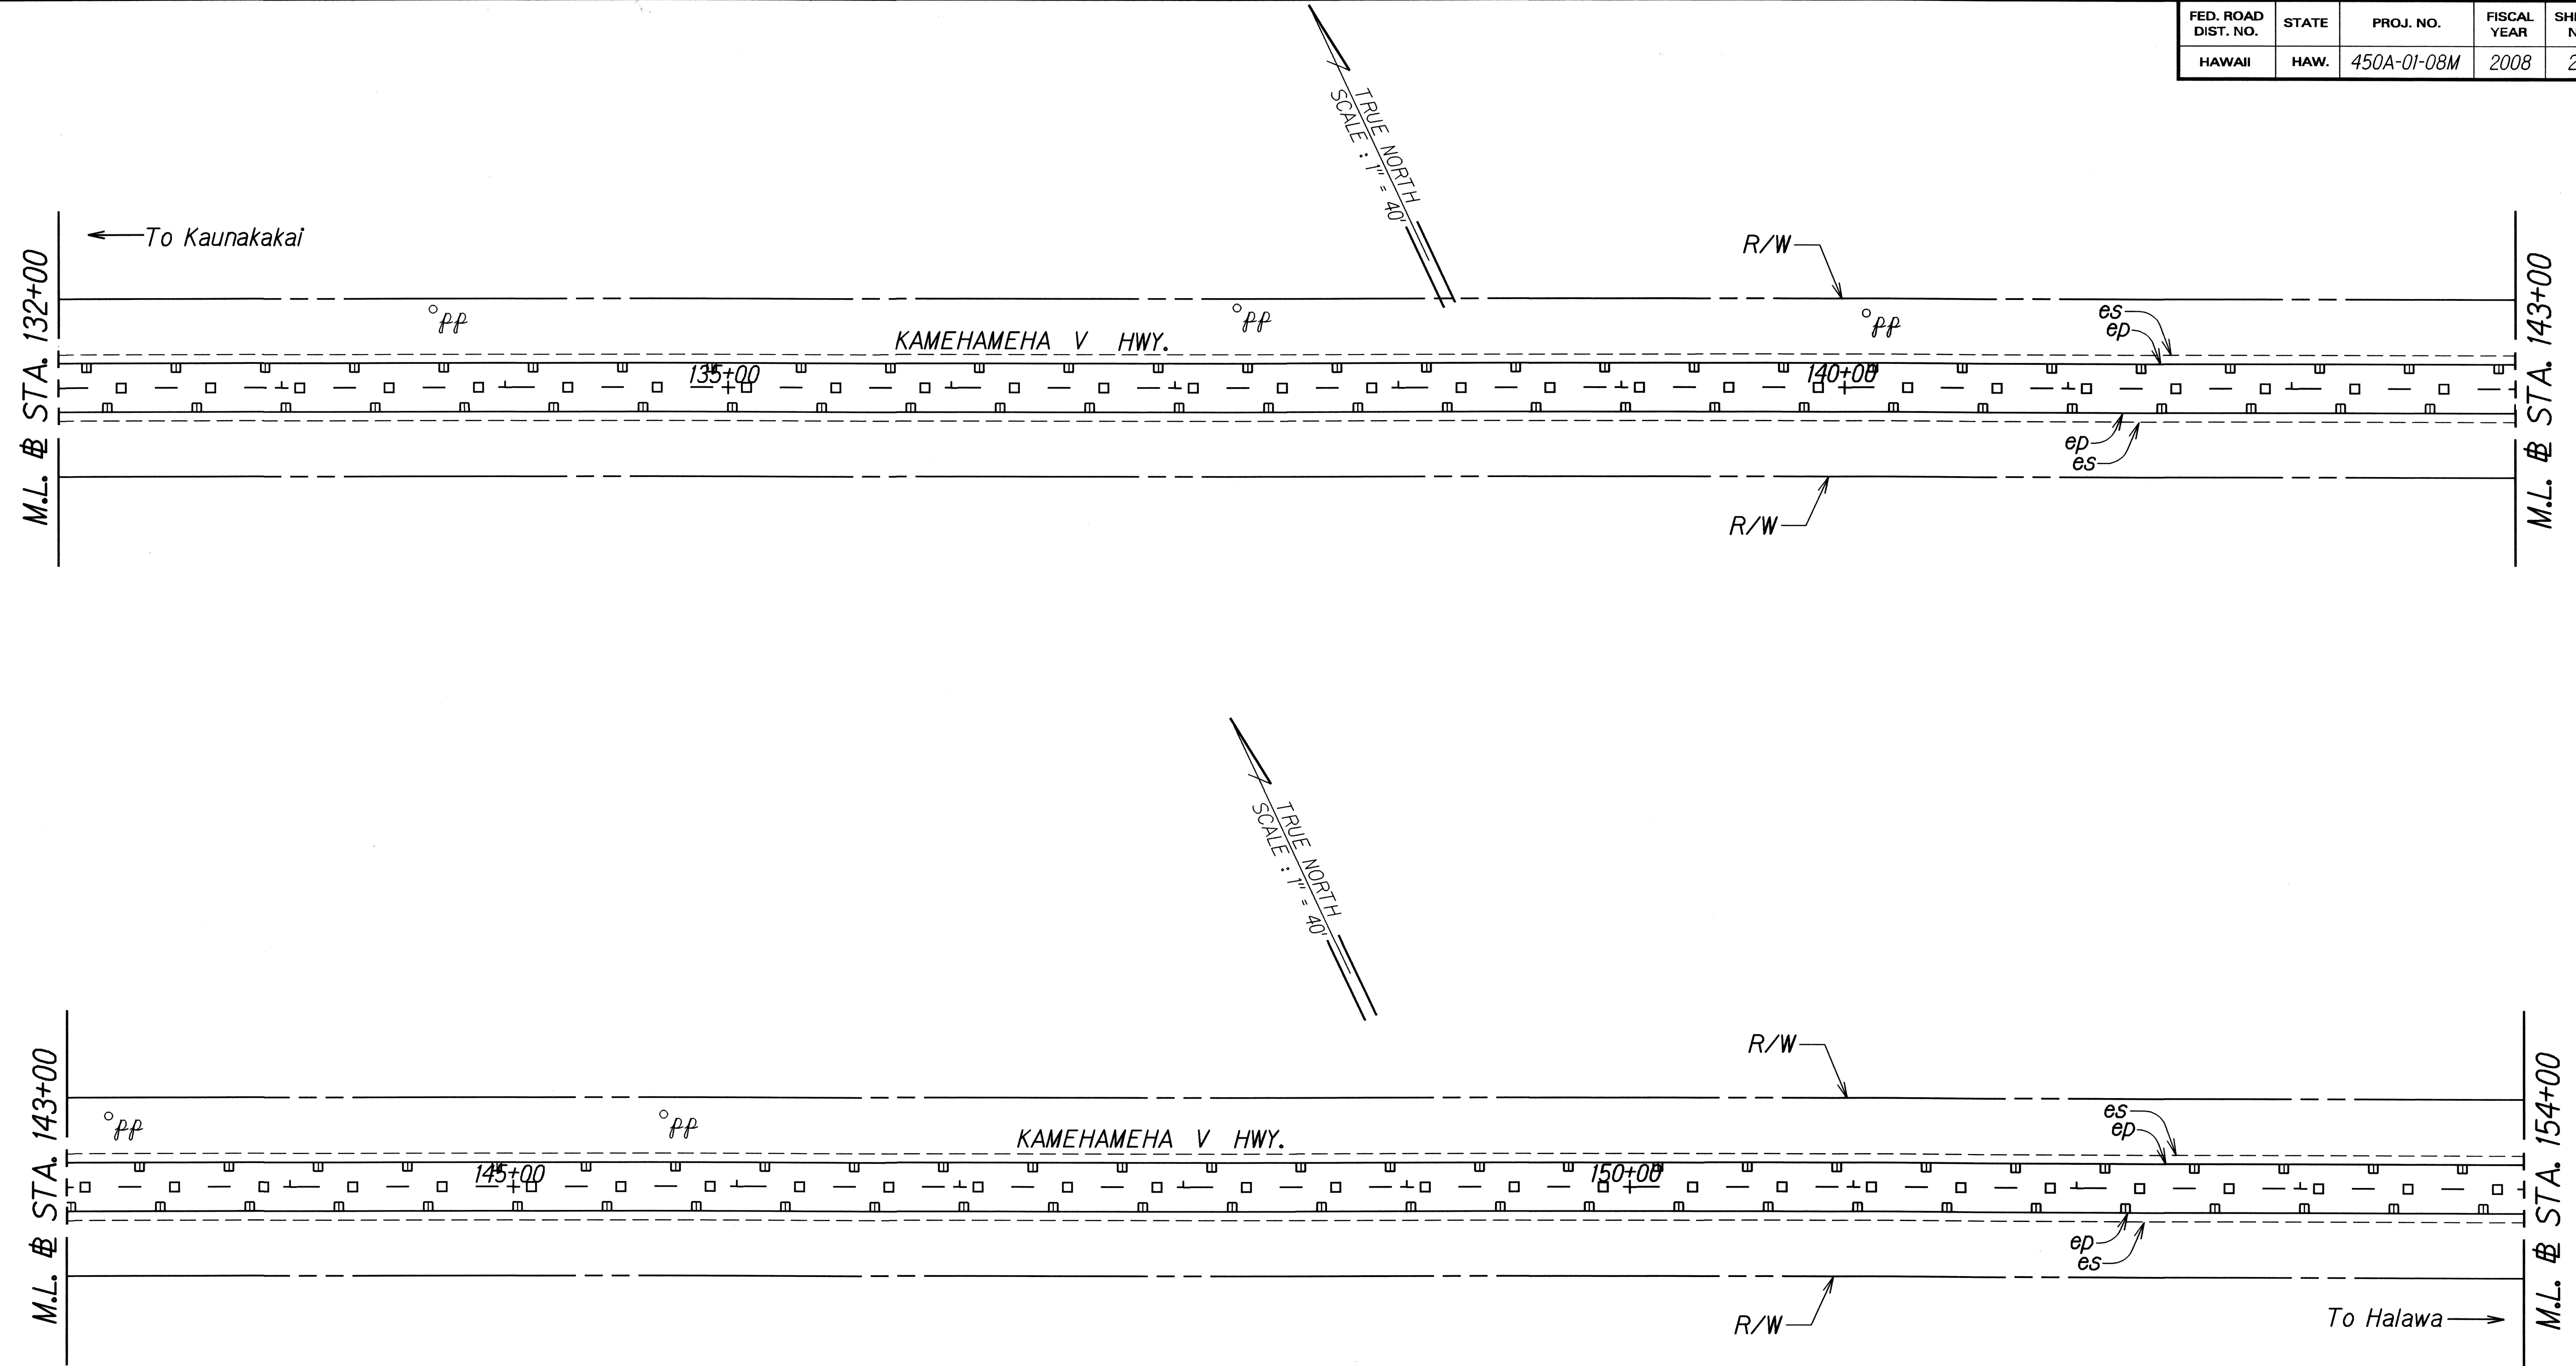 FED. ROAD DIST. NO. STATE PROJ. NO. FISCAL YEAR
HAWAII HAW. 450A-01-08M 2008
TRUE NORTH
SCALE : 1" = 40'
To Kaunakakai
R/W
M.L. STA. 132+00
pp
pp
pp
es
ep
KAMEHAMEHA V HWY.
135+00
140+00
M.L. STA. 143+00
ep
es
R/W
TRUE NORTH
SCALE : 1" = 40'
R/W
M.L. STA. 143+00
pp
pp
es
ep
KAMEHAMEHA V HWY.
145+00
150+00
M.L. STA. 154+00
ep
es
R/W
To Halawa